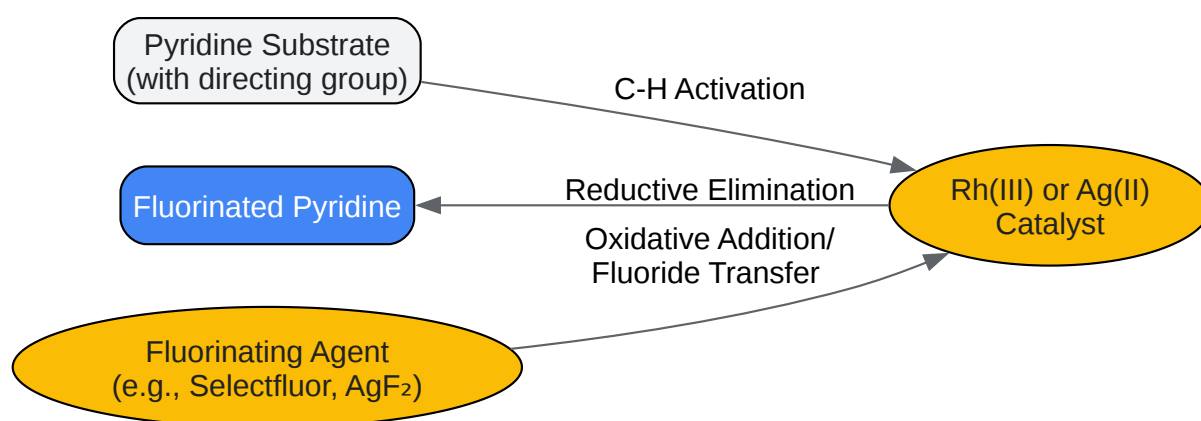 Pyridine Substrate
(with directing group)
C-H Activation
Fluorinated Pyridine
Reductive Elimination
Rh(III) or Ag(II)
Catalyst
Oxidative Addition/
Fluoride Transfer
Fluorinating Agent
(e.g., Selectfluor, AgF₂)